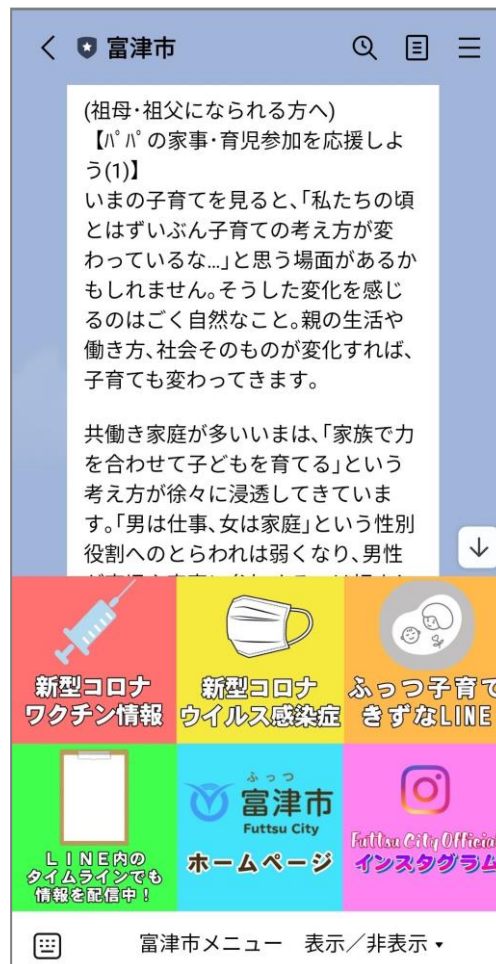 富津市
(祖母・祖父になられる方へ)
【ﾊﾟﾊﾟの家事・育児参加を応援しよ
う(1)】
いまの子育てを見ると、「私たちの頃
とはずいぶん子育ての考え方が変
わっているな…」と思う場面があるか
もしれません。そうした変化を感じ
るのはごく自然なこと。親の生活や
働き方、社会そのものが変化すれば、
子育ても変わってきます。
共働き家庭が多いいまは、「家族で力
を合わせて子どもを育てる」という
考え方が徐々に浸透してきていま
す。「男は仕事、女は家庭」という性別
役割へのとらわれは弱くなり、男性
新型コロナ
ワクチン情報
新型コロナ
ウイルス感染症
ふっつ子育て
きずなLINE
LINE内の
タイムラインでも
情報を配信中！
ふっつ
富津市
Futtsu City
ホームページ
Futtsu City Official
インスタグラム
富津市メニュー 表示／非表示▾